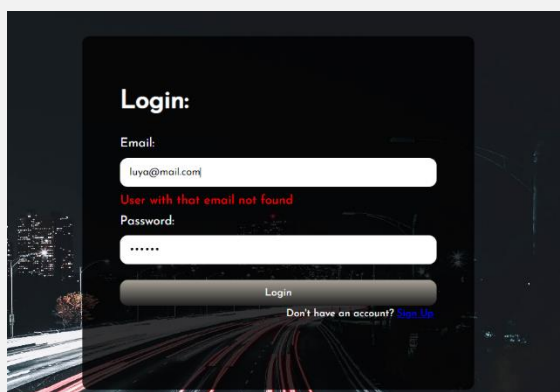 Login:
Email:
luya@mail.com
User with that email not found
Password:
••••••
Login
Don't have an account? Sign Up